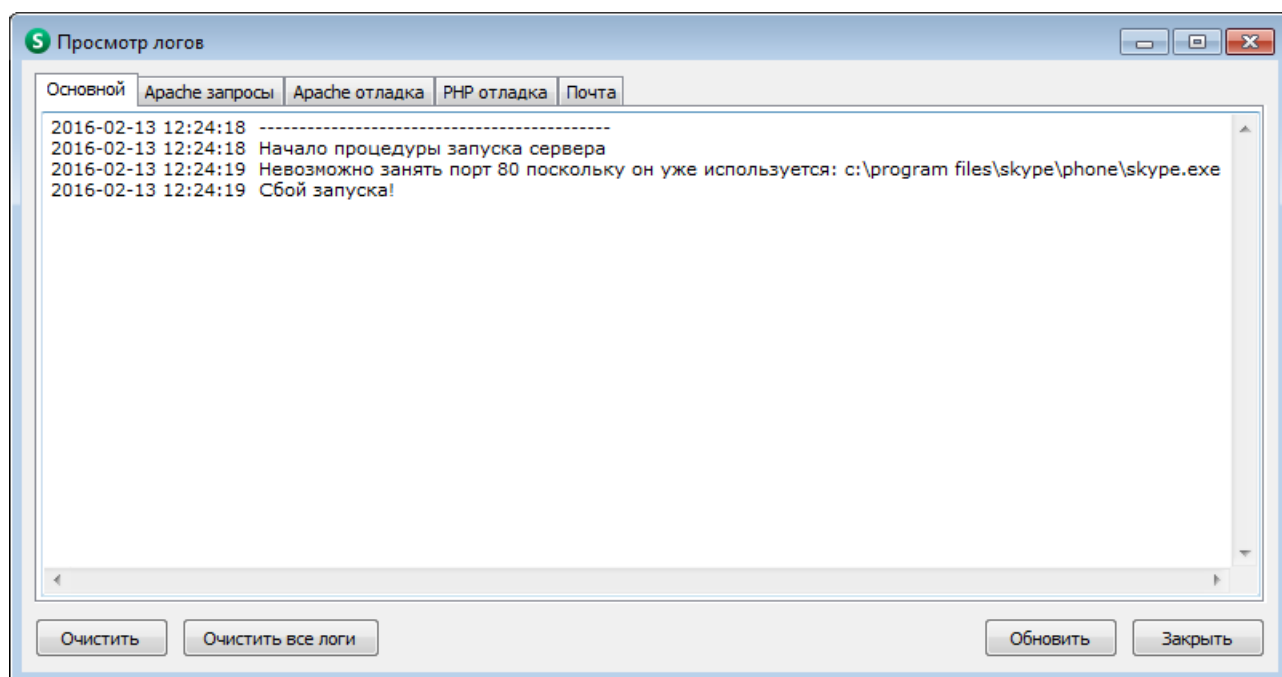 S Просмотр логов
Основной Apache запросы Apache отладка PHP отладка Почта
2016-02-13 12:24:18 --------------------------------------------
2016-02-13 12:24:18 Начало процедуры запуска сервера
2016-02-13 12:24:19 Невозможно занять порт 80 поскольку он уже используется: c:\program files\skype\phone\skype.exe
2016-02-13 12:24:19 Сбой запуска!
Очистить Очистить все логи Обновить Закрыть